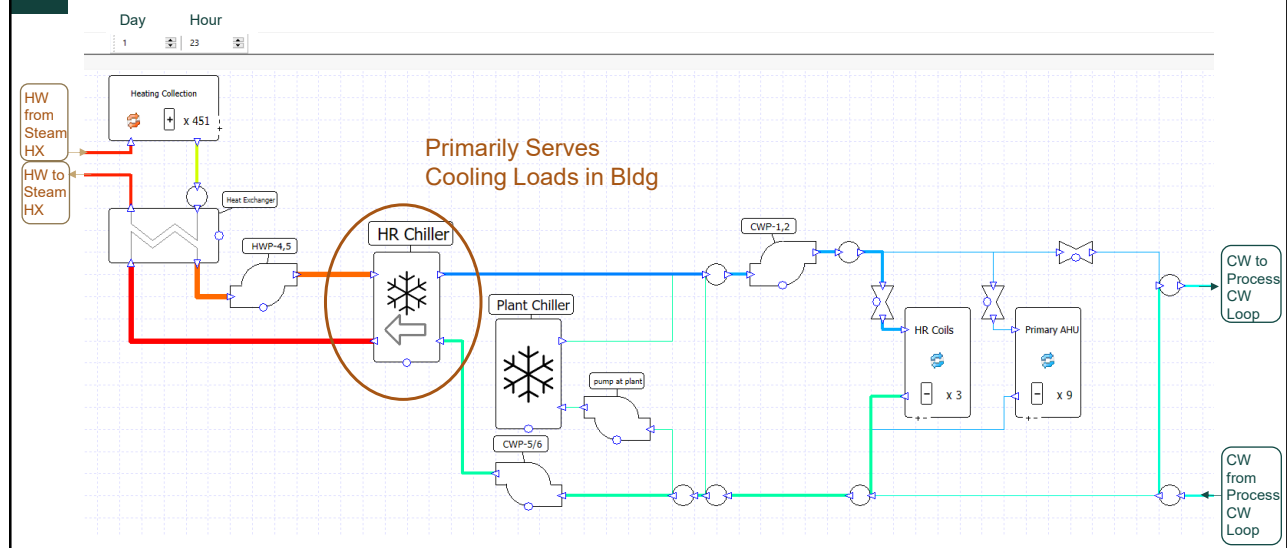 Day Hour
1 23
Heating Collection
+ x 451
+
HW
from
Steam
HX
HW to
Steam
HX
Primarily Serves
Cooling Loads in Bldg
Heat Exchanger
HWP-4,5
HR Chiller
CWP-1,2
CW to
Process
CW
Loop
Plant Chiller
HR Coils
Primary AHU
pump at plant
- x 3
- x 9
+ -
+ -
CWP-5/6
CW
from
Process
CW
Loop